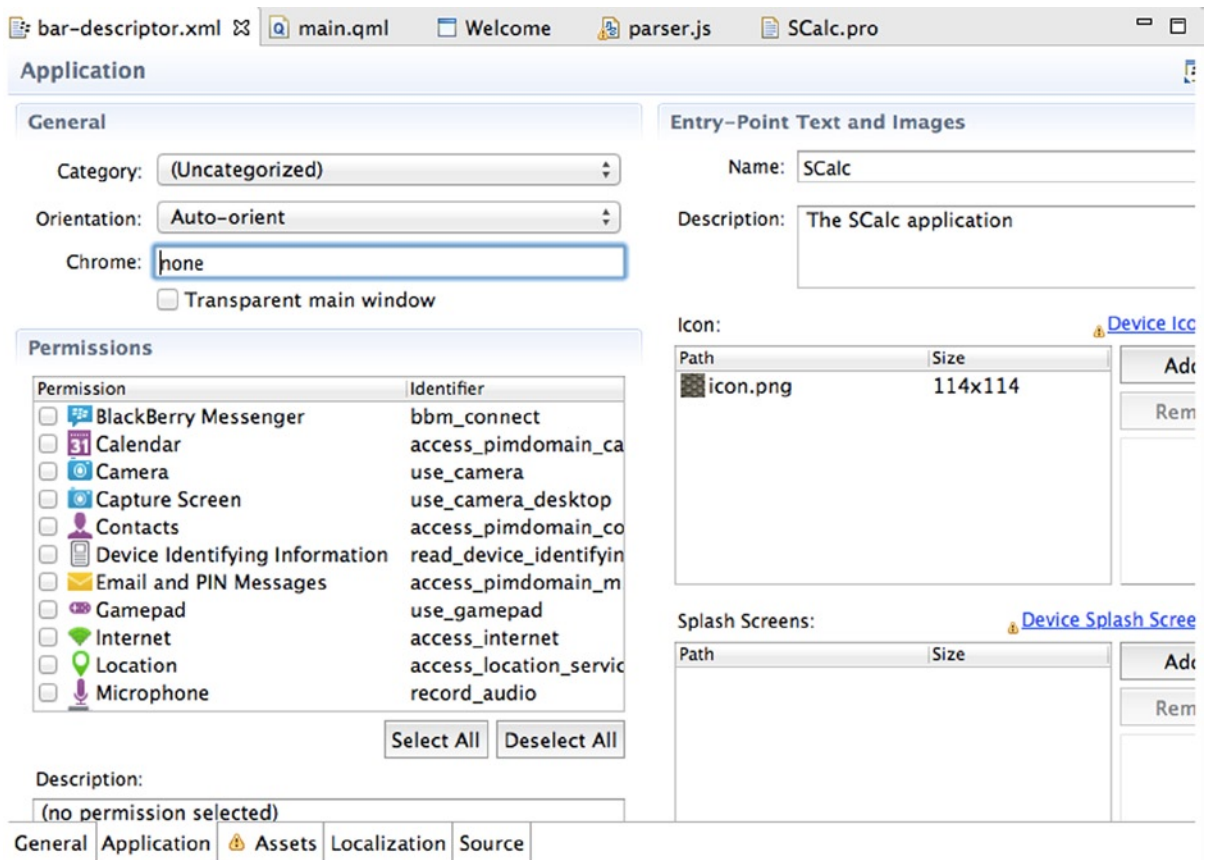 bar-descriptor.xml main.qml Welcome parser.js SCalc.pro
Application
General
Category: (Uncategorized)
Orientation: Auto-orient
Chrome: none
Transparent main window
Permissions
Permission Identifier
BlackBerry Messenger bbm_connect
31 Calendar access_pimdomain_ca
Camera use_camera
Capture Screen use_camera_desktop
Contacts access_pimdomain_co
Device Identifying Information read_device_identifyin
Email and PIN Messages access_pimdomain_m
Gamepad use_gamepad
Internet access_internet
Location access_location_servic
Microphone record_audio
Select All Deselect All
Description:
(no permission selected)
Entry-Point Text and Images
Name: SCalc
Description: The SCalc application
Icon: Device Ico
Path Size
icon.png 114x114
Add
Rem
Splash Screens: Device Splash Scree
Path Size
Add
Rem
General Application Assets Localization Source